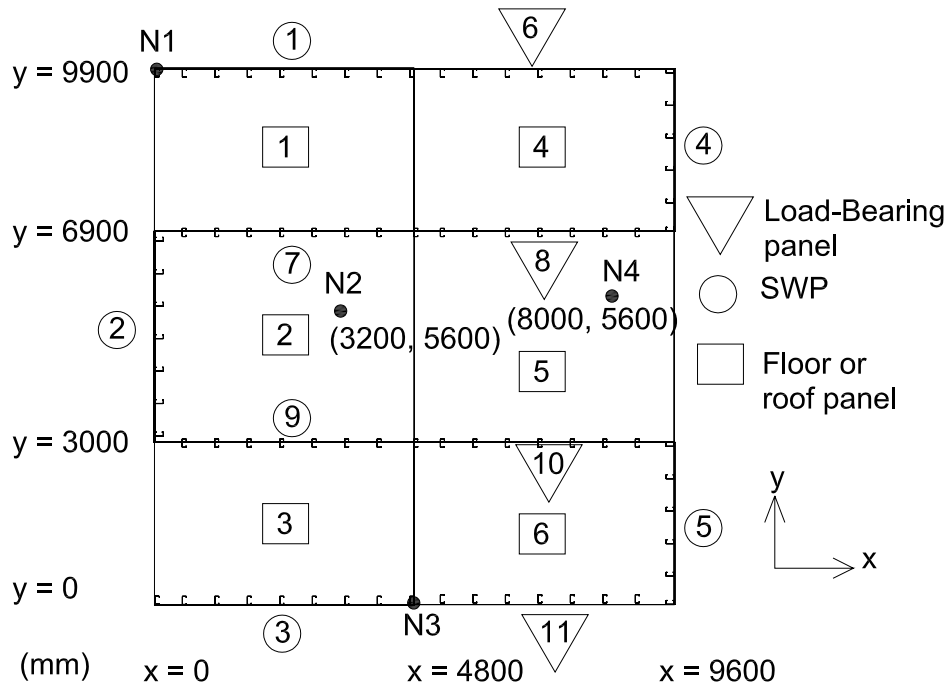 6
N1
1
y = 9900
1
4
4
Load-Bearing
panel
y = 6900
7
8
N4
SWP
N2
2
2
(3200, 5600)
(8000, 5600)
5
Floor or
roof panel
9
y = 3000
10
3
6
5
y
x
y = 0
N3
3
11
(mm)
x = 0
x = 4800
x = 9600